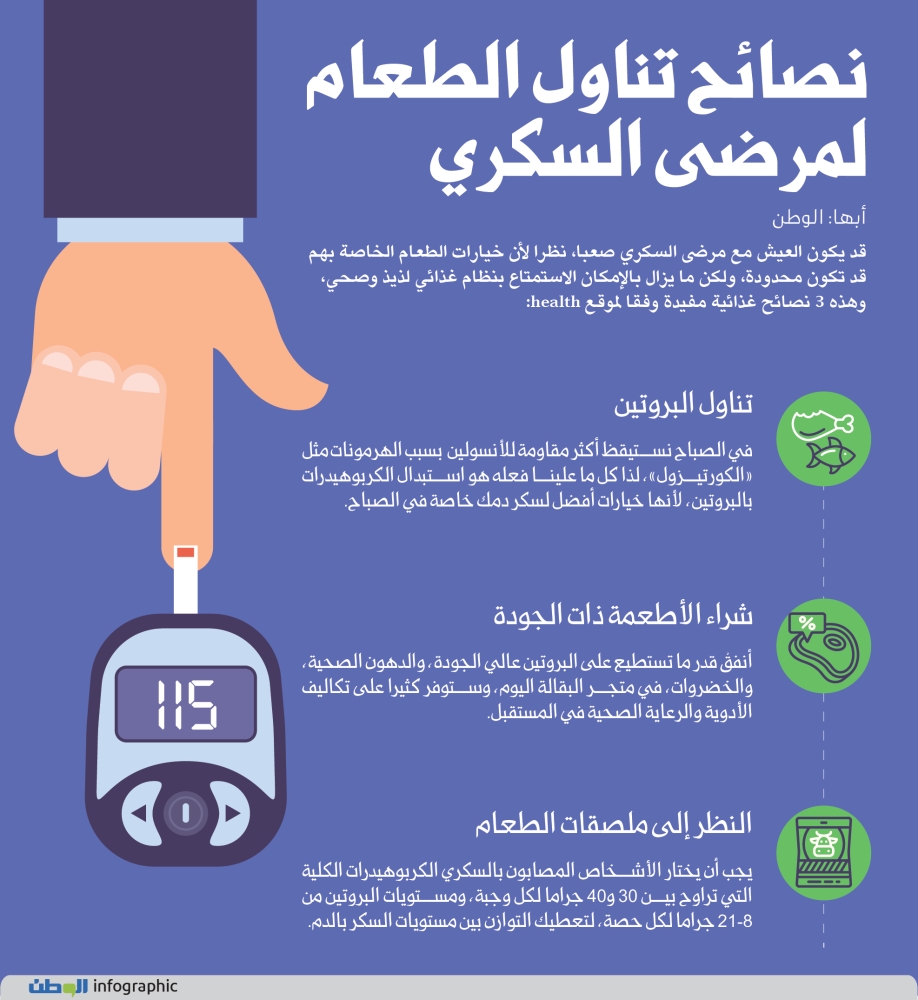 نصائح تناول الطعام
لمرضى السكري
أبها: الوطن
قد يكون العيش مع مرضى السكري صعبا، نظرا لأن خيارات الطعام الخاصة بهم
قد تكون محدودة، ولكن ما يزال بالإمكان الاستمتاع بنظام غذائي لذيذ وصحي،
وهذه 3 نصائح غذائية مفيدة وفقا لموقع health:
تناول البروتين
في الصباح نستيقظ أكثر مقاومة للأنسولين بسبب الهرمونات مثل
«الكورتيزول»، لذا كل ما علينا فعله هو استبدال الكربوهيدرات
بالبروتين، لأنها خيارات أفضل لسكر دمك خاصة في الصباح.
%
شراء الأطعمة ذات الجودة
أنفق قدر ما تستطيع على البروتين عالي الجودة، والدهون الصحية،
والخضروات، في متجر البقالة اليوم، وستوفر كثيرا على تكاليف
الأدوية والرعاية الصحية في المستقبل.
115
النظر إلى ملصقات الطعام
يجب أن يختار الأشخاص المصابون بالسكري الكربوهيدرات الكلية
التي تراوح بين 30 و40 جراما لكل وجبة، ومستويات البروتين من
8-21 جراما لكل حصة، لتعطيك التوازن بين مستويات السكر بالدم.
الوطن infographic